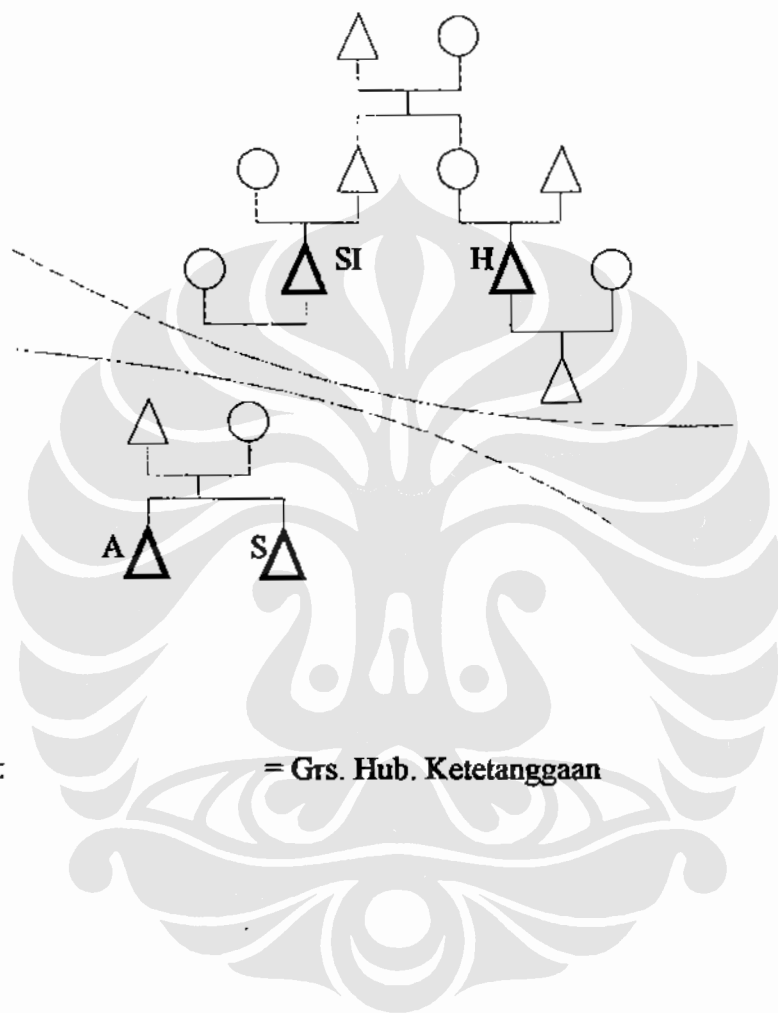 SI H
A S
: = Grs. Hub. Ketetanggaan